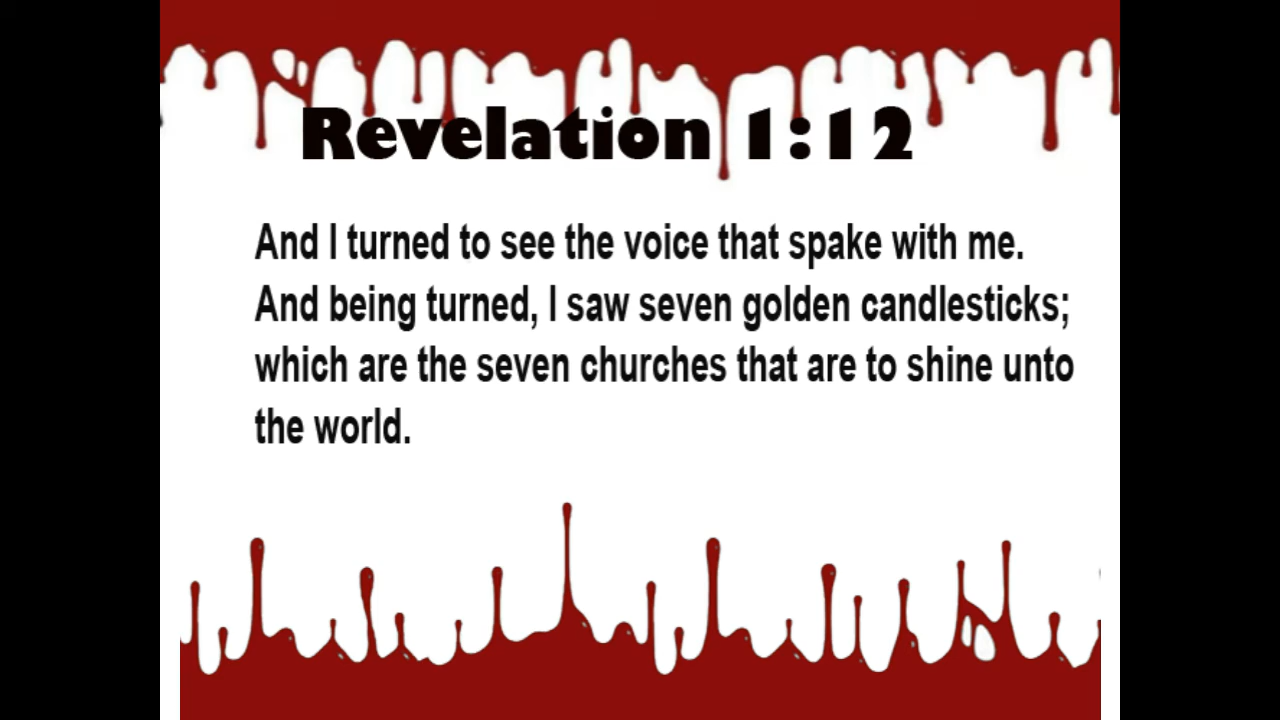 Revelation 1:12
And I turned to see the voice that spake with me.
And being turned, I saw seven golden candlesticks;
which are the seven churches that are to shine unto
the world.